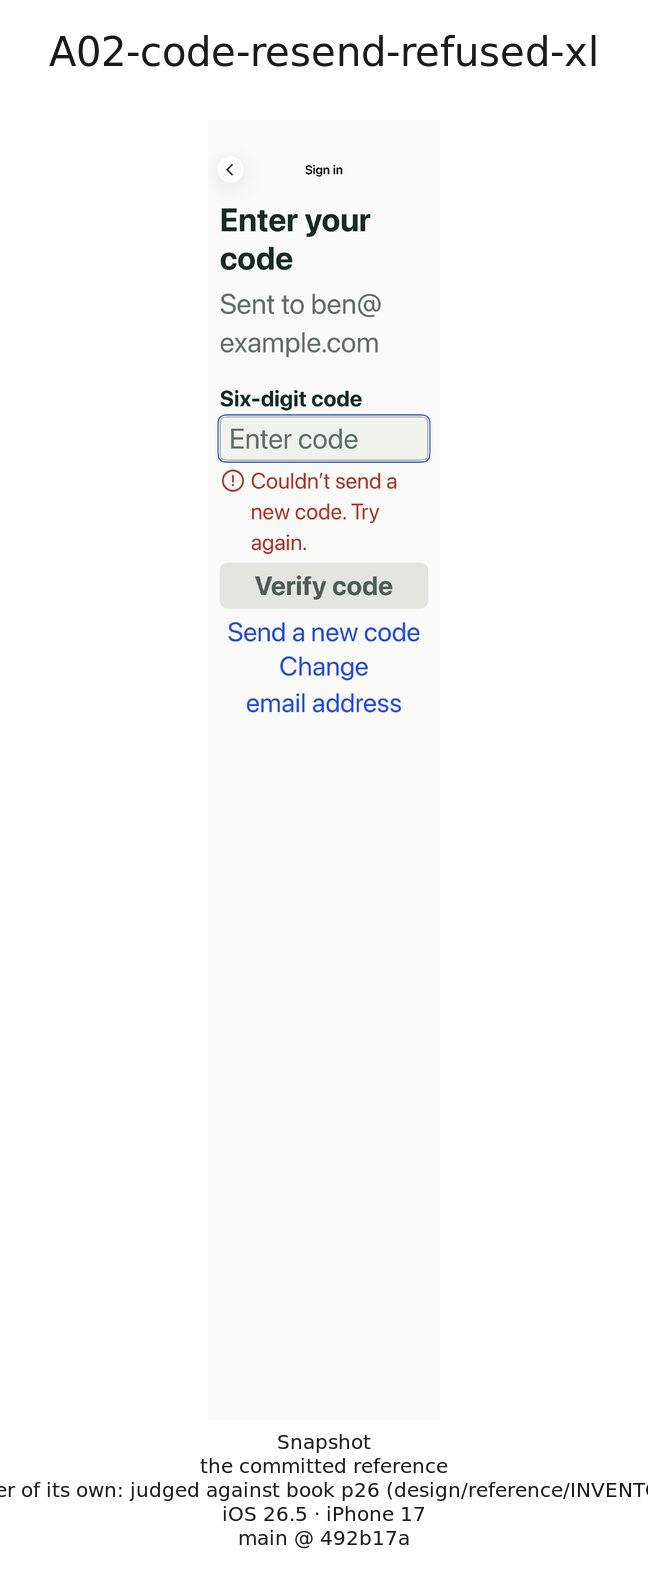 A02-code-resend-refused-xl
Sign in
Enter your
code
Sent to ben@
example.com
Six-digit code
Enter code
Couldn’t send a
new code. Try
again.
Verify code
Send a new code
Change
email address
Snapshot
the committed reference
of its own: judged against book p26 (design/reference/
iOS 26.5 · iPhone 17
main @ 492b17a